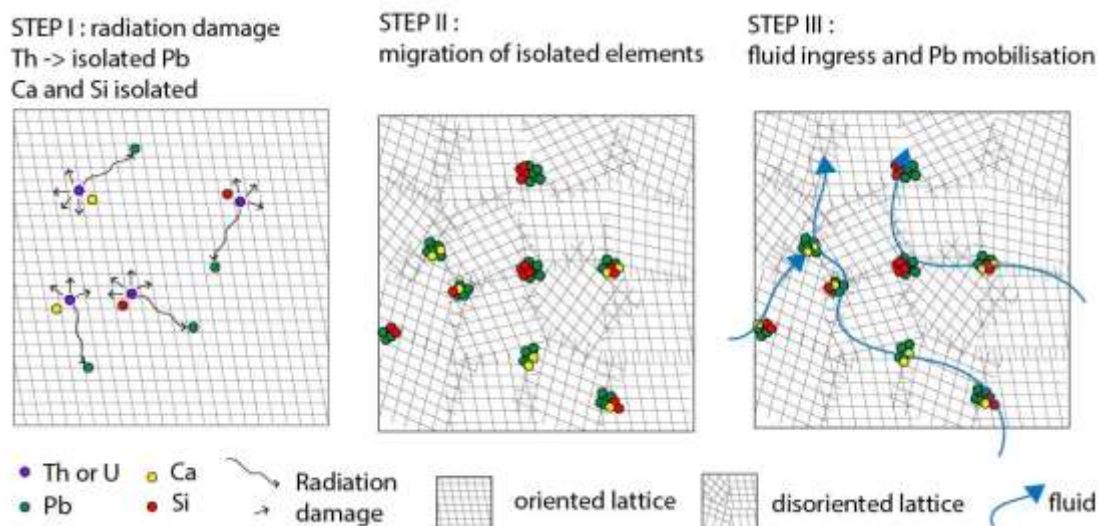 STEP I : radiation damage
Th -> isolated Pb
Ca and Si isolated
STEP II :
migration of isolated elements
STEP III :
fluid ingress and Pb mobilisation
Th or U
Ca
Pb
Si
Radiation
damage
oriented lattice
disoriented lattice
fluid